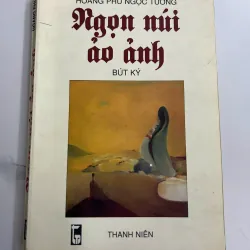 HOÀNG PHỦ NGỌC TƯỜNG
Ngọn núi
ảo ảnh
BÚT KÝ
THANH NIÊN